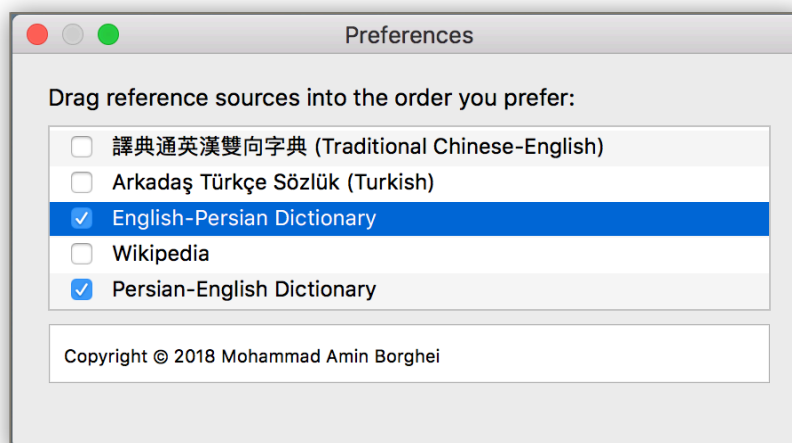 Preferences
Drag reference sources into the order you prefer:
譯典通英漢雙向字典 (Traditional Chinese-English)
Arkadaş Türkçe Sözlük (Turkish)
English-Persian Dictionary
Wikipedia
Persian-English Dictionary
Copyright © 2018 Mohammad Amin Borghei